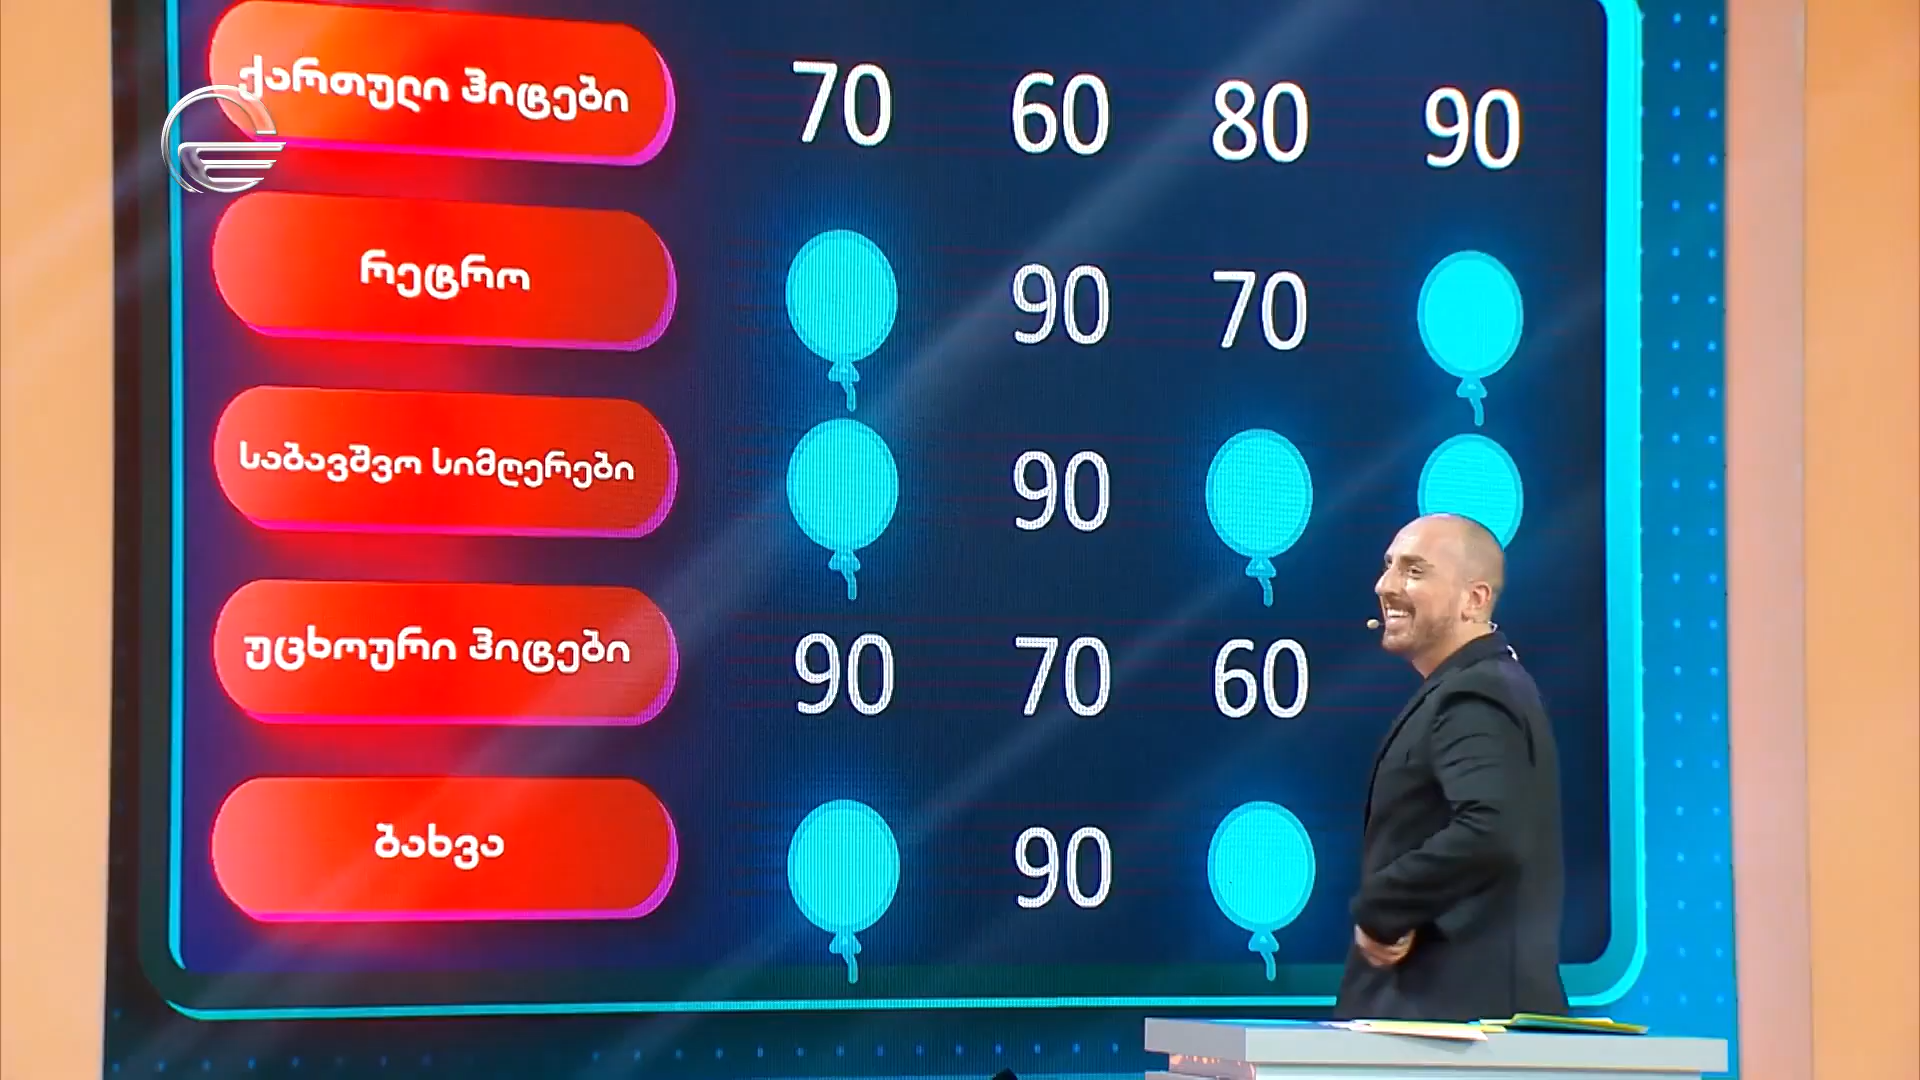 ქართული ჰიტები 70 60 80 90
რეტრო 90 70
საბავშვო სიმღერები 90
უცხოური ჰიტები 90 70 60
ბახვა 90